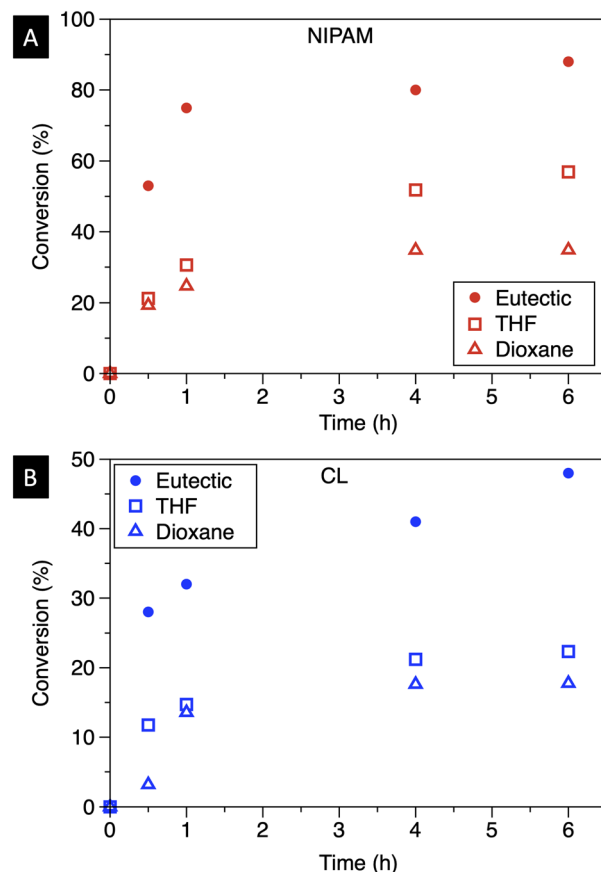 A
NIPAM
100
80
60
40
20
0
Conversion (%)
Eutectic
THF
Dioxane
0 1 2 3 4 5 6
Time (h)
B
CL
50
40
30
20
10
0
Conversion (%)
Eutectic
THF
Dioxane
0 1 2 3 4 5 6
Time (h)